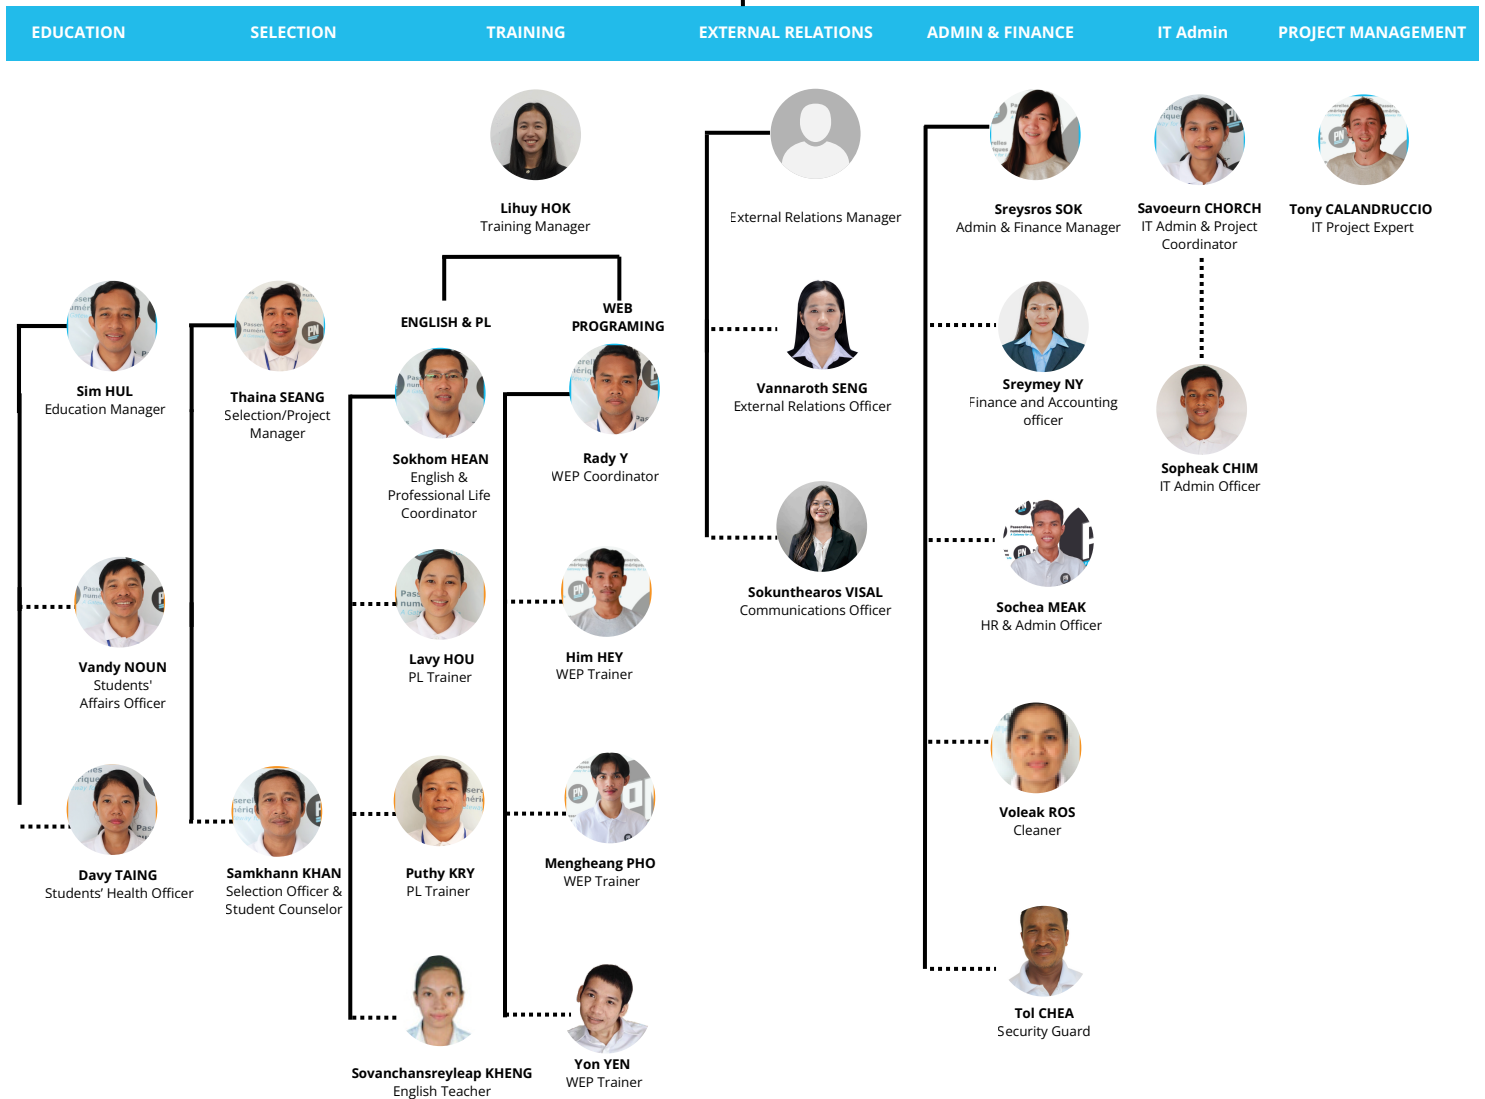 EDUCATION
SELECTION
TRAINING
EXTERNAL RELATIONS
ADMIN & FINANCE
IT Admin
PROJECT MANAGEMENT
Lihuy HOK
Training Manager
External Relations Manager
Sreysros SOK
Admin & Finance Manager
Savoeurn CHORCH
IT Admin & Project
Coordinator
Tony CALANDRUCCIO
IT Project Expert
ENGLISH & PL
WEB
PROGRAMING
Sim HUL
Education Manager
Thaina SEANG
Selection/Project
Manager
Sokhom HEAN
English &
Professional Life
Coordinator
Rady Y
WEP Coordinator
Vannaroth SENG
External Relations Officer
Sreymey NY
Finance and Accounting
officer
Sopheak CHIM
IT Admin Officer
Vandy NOUN
Students'
Affairs Officer
Lavy HOU
PL Trainer
Him HEY
WEP Trainer
Sokunthearos VISAL
Communications Officer
Sochea MEAK
HR & Admin Officer
Davy TAING
Students’ Health Officer
Samkhann KHAN
Selection Officer &
Student Counselor
Puthy KRY
PL Trainer
Mengheang PHO
WEP Trainer
Voleak ROS
Cleaner
Sovanchansreyleap KHENG
English Teacher
Yon YEN
WEP Trainer
Tol CHEA
Security Guard